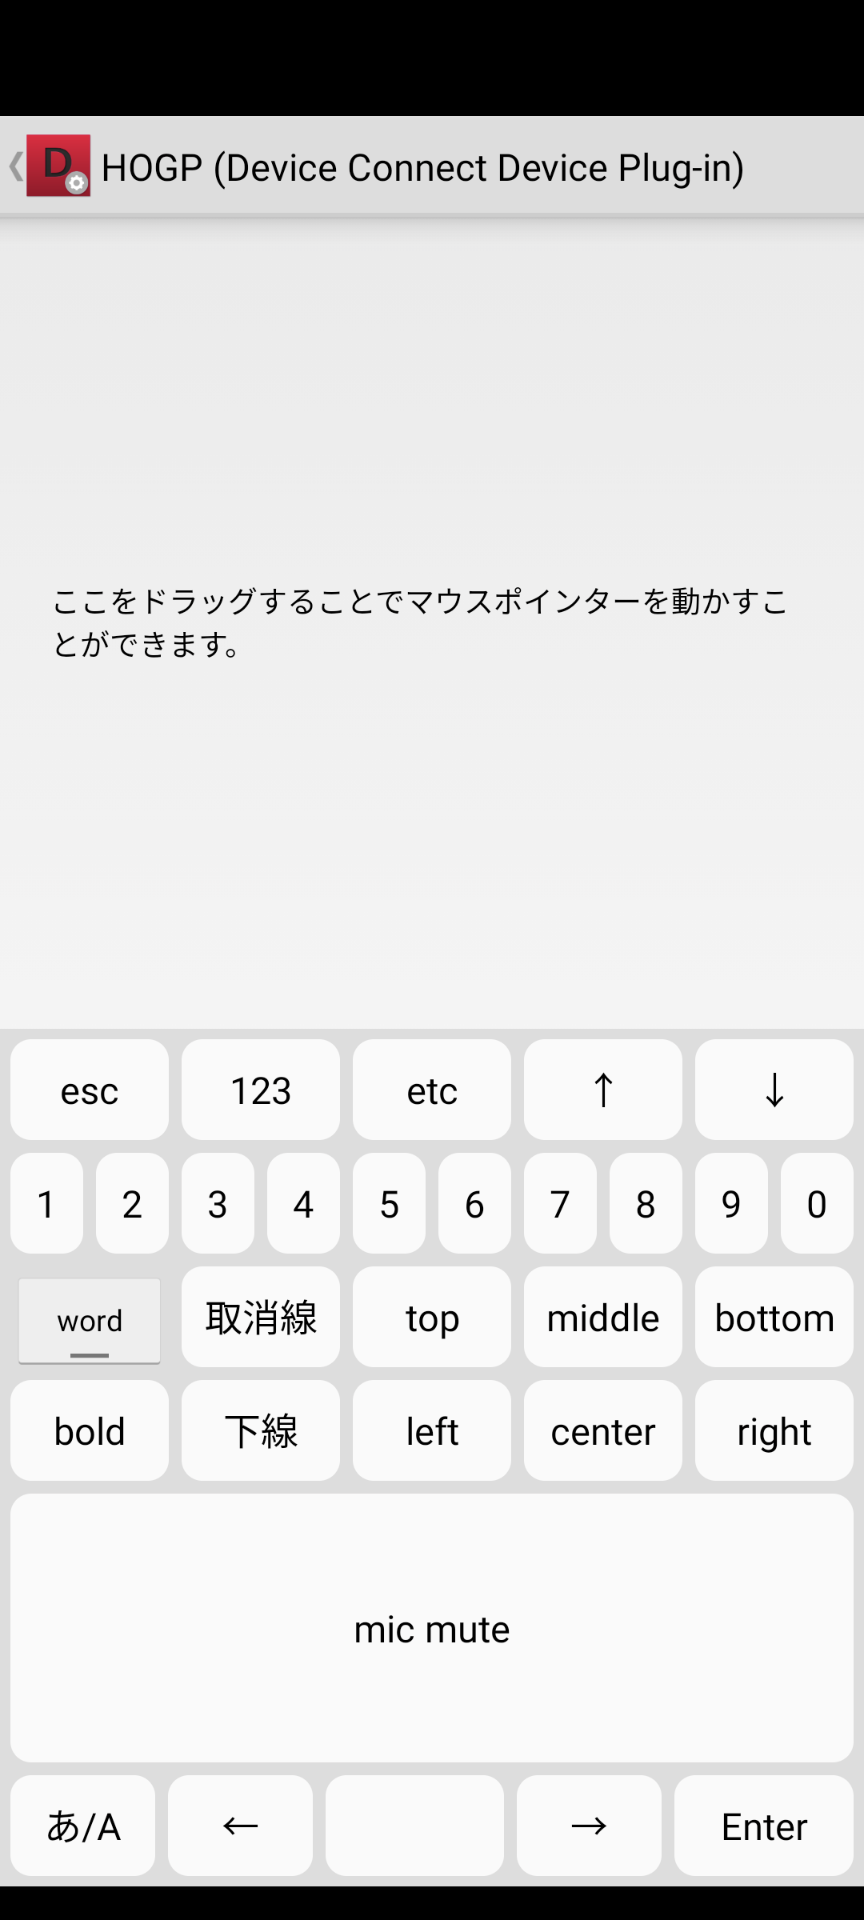 D HOGP (Device Connect Device Plug-in)
ここをドラッグすることでマウスポインターを動かすこ
とができます。
esc 123 etc ↑ ↓
1 2 3 4 5 6 7 8 9 0
word 取消線 top middle bottom
bold 下線 left center right
mic mute
あ/A ← → Enter